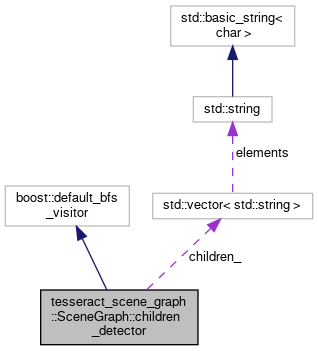 std::basic_string<
char >
std::string
elements
boost::default_bfs
_visitor
std::vector< std::string >
children_
tesseract_scene_graph
::SceneGraph::children
_detector